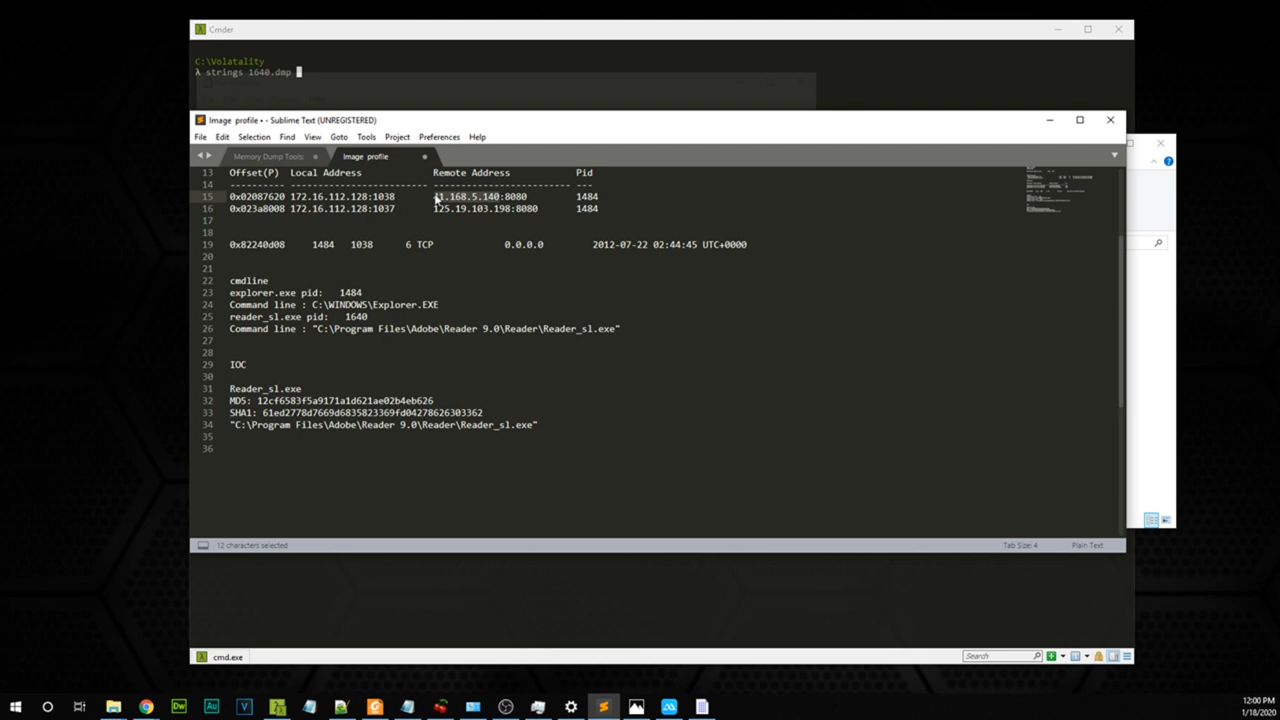 Cmder
C:\Volatality
λ strings 1640.dmp
Image profile • - Sublime Text (UNREGISTERED)
File Edit Selection Find View Goto Tools Project Preferences Help
Memory Dump Tools: Image profile
13 Offset(P) Local Address Remote Address Pid
14 ---------- ------------------------- ------------------------- ---
15 0x02087620 172.16.112.128:1038 41.168.5.140:8080 1484
16 0x023a8008 172.16.112.128:1037 125.19.103.198:8080 1484
17
18
19 0x82240d08 1484 1038 6 TCP 0.0.0.0 2012-07-22 02:44:45 UTC+0000
20
21
22 cmdline
23 explorer.exe pid: 1484
24 Command line : C:\WINDOWS\Explorer.EXE
25 reader_sl.exe pid: 1640
26 Command line : "C:\Program Files\Adobe\Reader 9.0\Reader\Reader_sl.exe"
27
28
29 IOC
30
31 Reader_sl.exe
32 MD5: 12cf6583f5a9171a1d621ae02b4eb626
33 SHA1: 61ed2778d7669d6835823369fd04278626303362
34 "C:\Program Files\Adobe\Reader 9.0\Reader\Reader_sl.exe"
35
36
12 characters selected Tab Size: 4 Plain Text
cmd.exe Search
Dw Au V
12:00 PM
1/18/2020